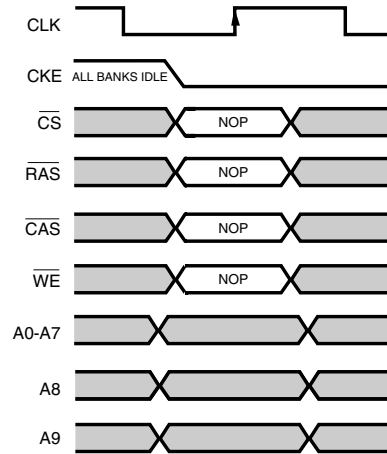 CLK
CKE ALL BANKS IDLE
CS NOP
RAS NOP
CAS NOP
WE NOP
A0-A7
A8
A9